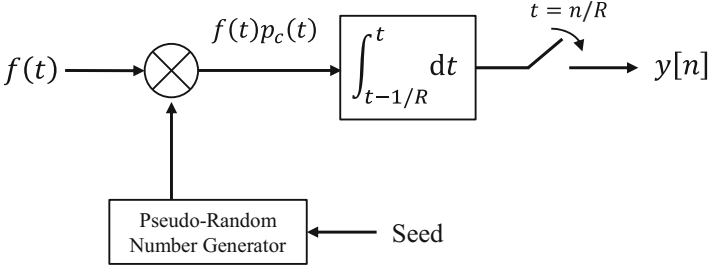 t = n/R
f(t)p_c(t)
f(t)
∫_{t−1/R}^{t} dt
y[n]
Pseudo-Random
Number Generator
Seed